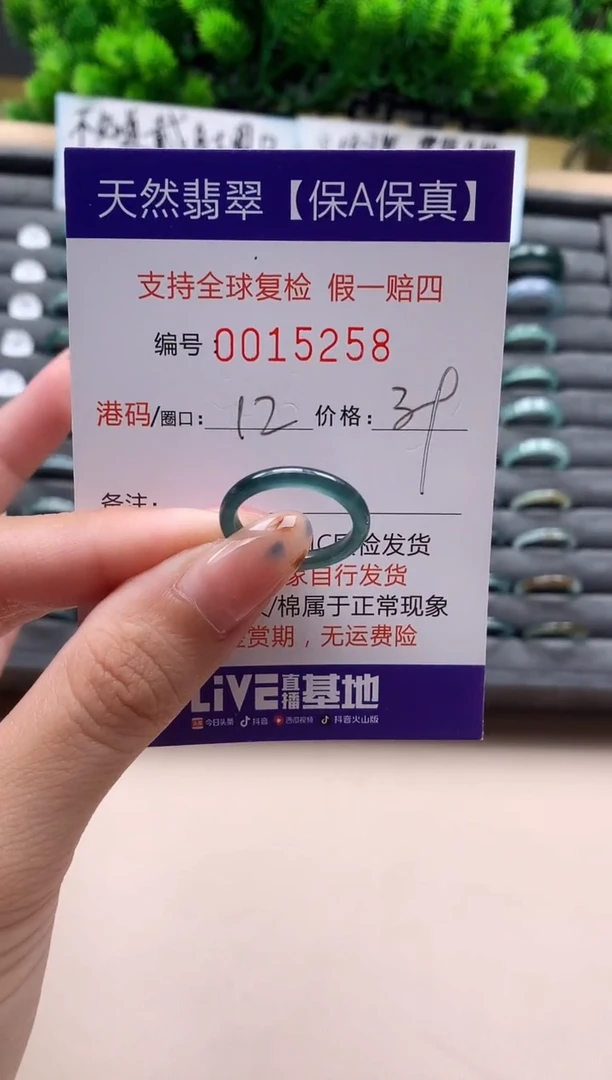 天然翡翠【保A保真】
支持全球复检 假一赔四
编号:0015258
港码/圈口: 12 价格: 39
备注:
检发货
家自行发货
/棉属于正常现象
赏期，无运费险
LiVE直播基地
今日头条 抖音 西瓜视频 抖音火山版